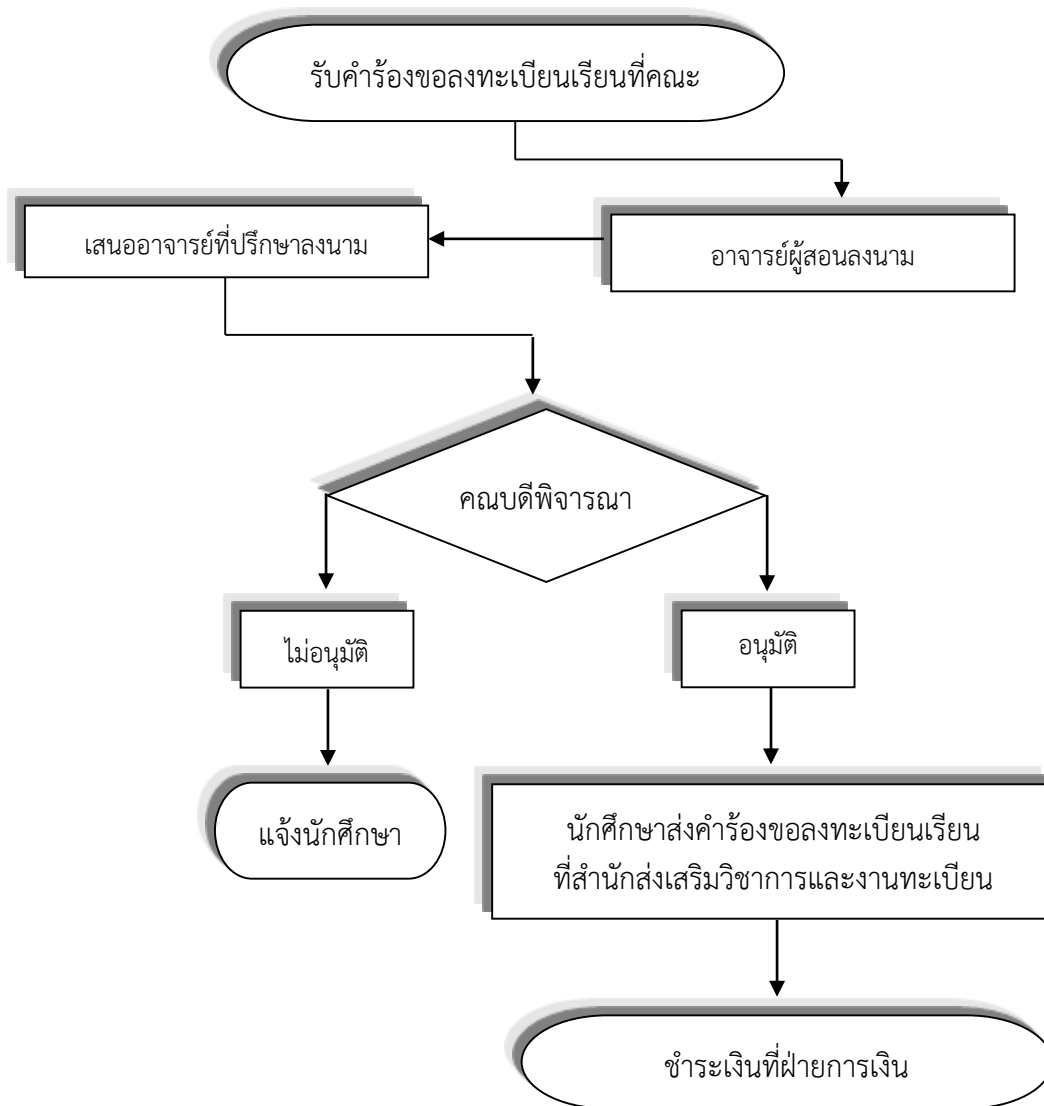 รับคำร้องขอลงทะเบียนเรียนที่คณะ
เสนออาจารย์ที่ปรึกษาลงนาม
อาจารย์ผู้สอนลงนาม
คณบดีพิจารณา
ไม่อนุมัติ
อนุมัติ
แจ้งนักศึกษา
นักศึกษาส่งคำร้องขอลงทะเบียนเรียน
ที่สำนักส่งเสริมวิชาการและงานทะเบียน
ชำระเงินที่ฝ่ายการเงิน